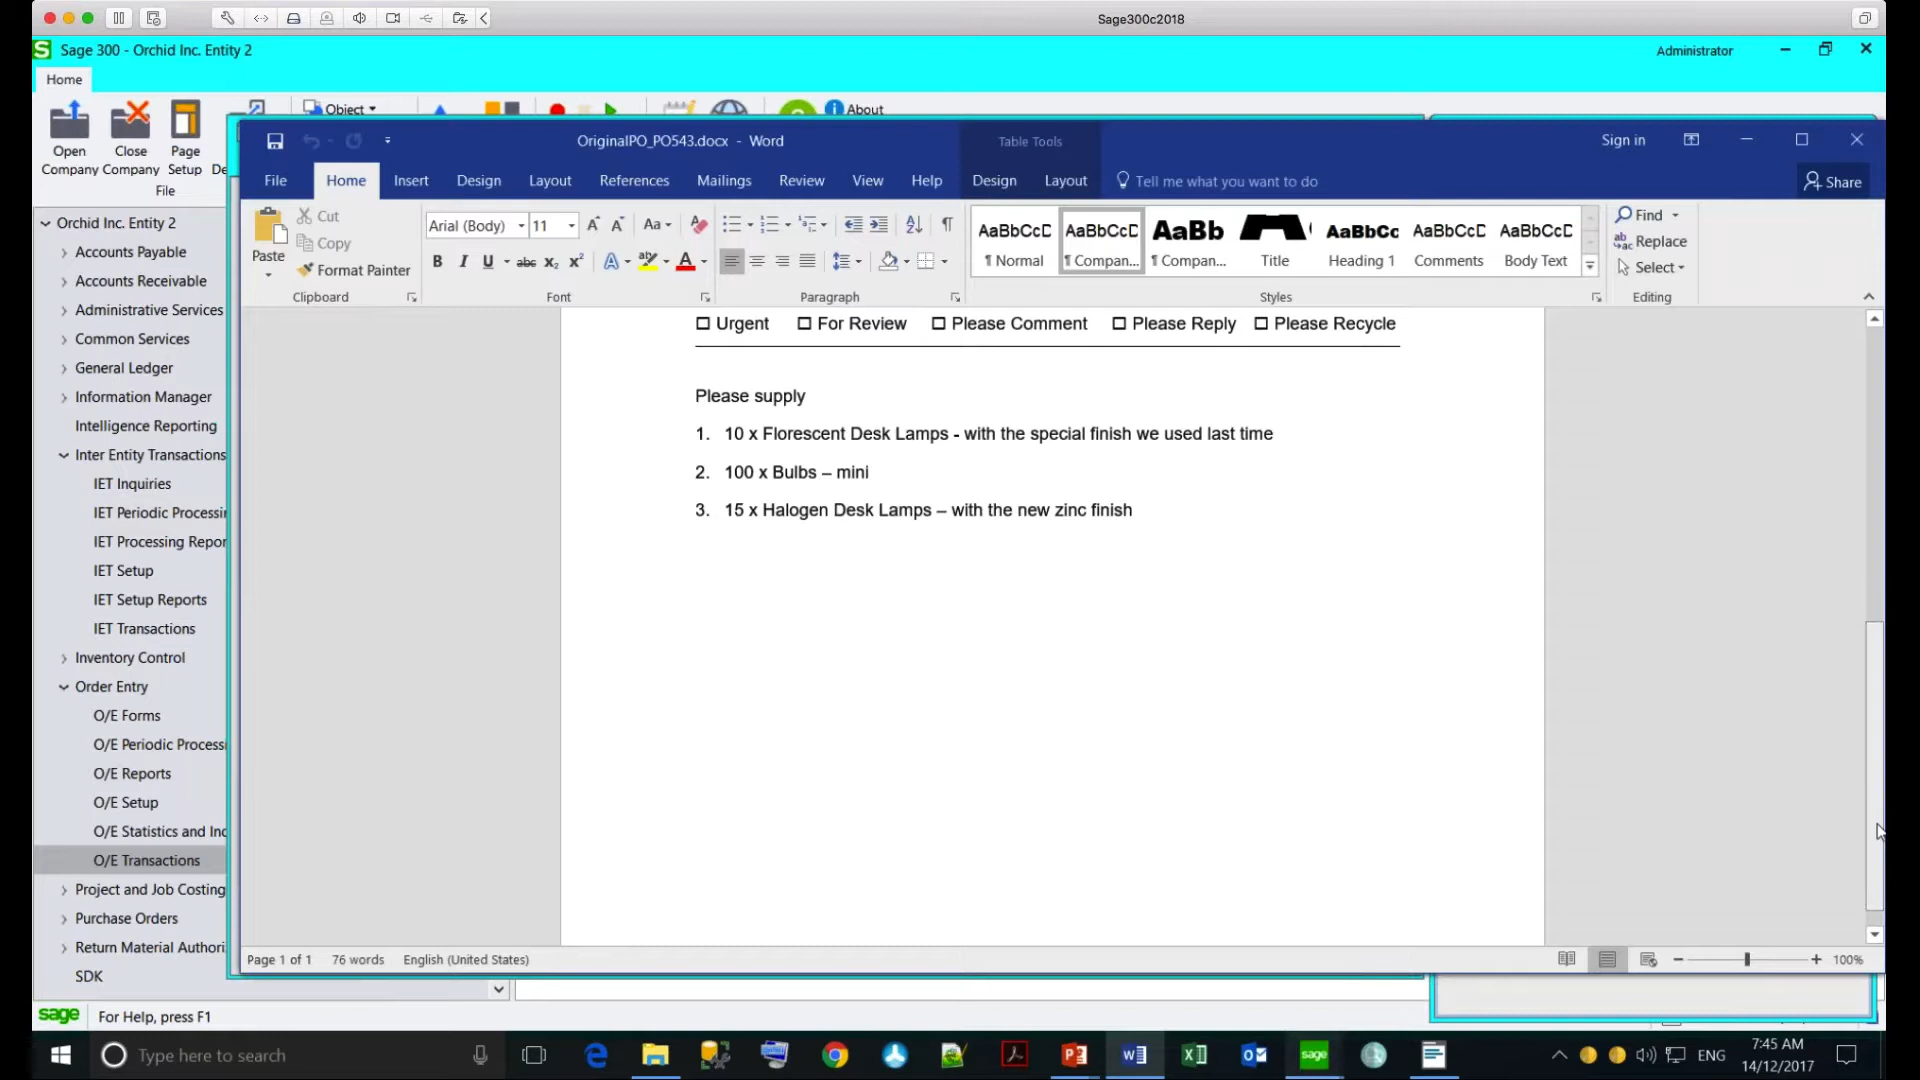 Sage300c2018
Sage 300 - Orchid Inc. Entity 2
Administrator
Home
Object
About
Open Company
Close Company
Page Setup
File
OriginalPO_PO543.docx - Word
Table Tools
Sign in
File Home Insert Design Layout References Mailings Review View Help Design Layout Tell me what you want to do Share
Paste
Cut
Copy
Format Painter
Clipboard
Arial (Body) 11
Font
Paragraph
AaBbCcD AaBbCcD AaBb AaBbCc AaBbCcD AaBbCcD
¶ Normal ¶ Compan... ¶ Compan... Title Heading 1 Comments Body Text
Styles
Find
Replace
Select
Editing
Orchid Inc. Entity 2
Accounts Payable
Accounts Receivable
Administrative Services
Common Services
General Ledger
Information Manager
Intelligence Reporting
Inter Entity Transactions
IET Inquiries
IET Periodic Processin
IET Processing Repor
IET Setup
IET Setup Reports
IET Transactions
Inventory Control
Order Entry
O/E Forms
O/E Periodic Processi
O/E Reports
O/E Setup
O/E Statistics and Inq
O/E Transactions
Project and Job Costing
Purchase Orders
Return Material Authori
SDK
Urgent For Review Please Comment Please Reply Please Recycle
Please supply
1. 10 x Florescent Desk Lamps - with the special finish we used last time
2. 100 x Bulbs – mini
3. 15 x Halogen Desk Lamps – with the new zinc finish
Page 1 of 1 76 words English (United States)
100%
sage For Help, press F1
Type here to search
sage
ENG
7:45 AM
14/12/2017